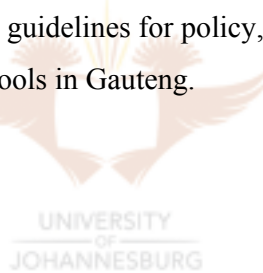 guidelines for policy,
ools in Gauteng.
UNIVERSITY
OF
JOHANNESBURG